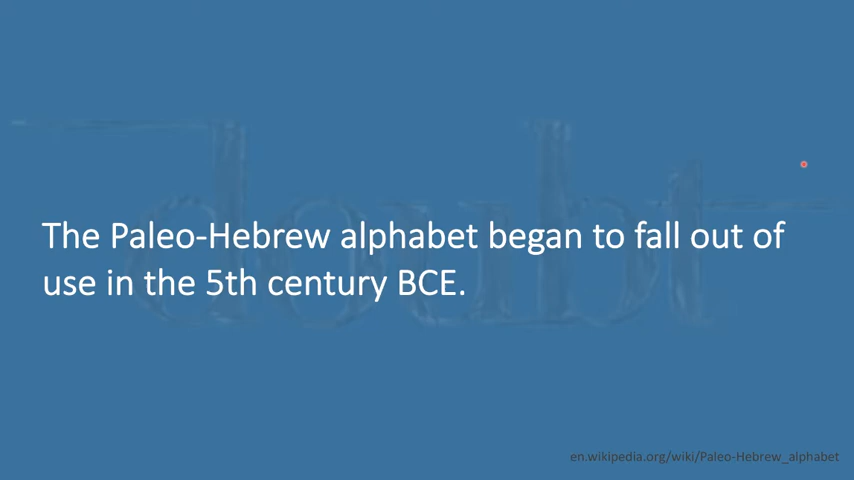 doubt
The Paleo-Hebrew alphabet began to fall out of
use in the 5th century BCE.
en.wikipedia.org/wiki/Paleo-Hebrew_alphabet